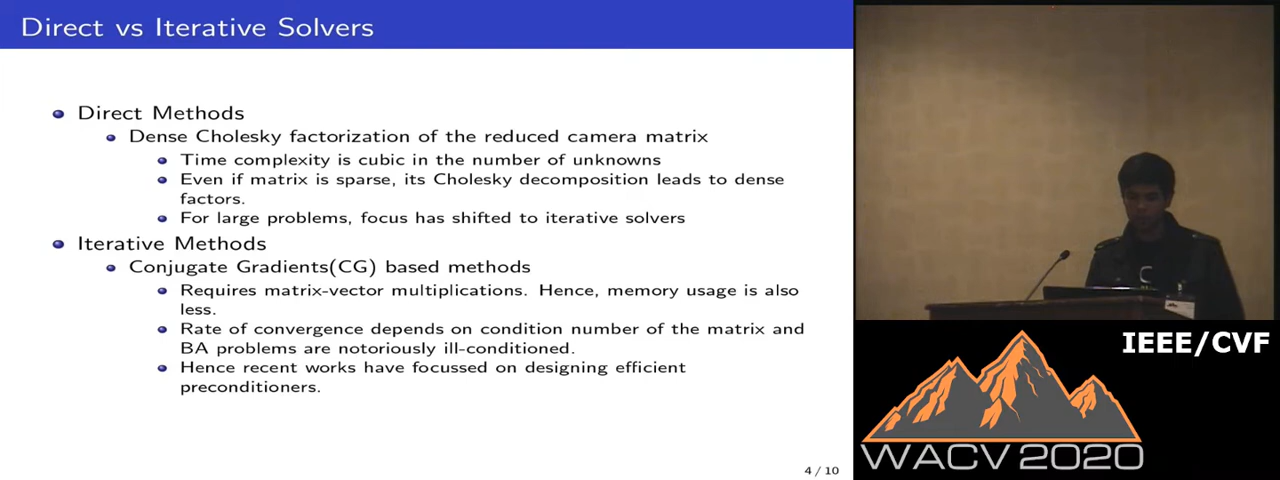 Direct vs Iterative Solvers
Direct Methods
Dense Cholesky factorization of the reduced camera matrix
Time complexity is cubic in the number of unknowns
Even if matrix is sparse, its Cholesky decomposition leads to dense
factors.
For large problems, focus has shifted to iterative solvers
Iterative Methods
Conjugate Gradients(CG) based methods
Requires matrix-vector multiplications. Hence, memory usage is also
less.
Rate of convergence depends on condition number of the matrix and
BA problems are notoriously ill-conditioned.
Hence recent works have focussed on designing efficient
preconditioners.
4 / 10
IEEE/CVF
WACV 2020